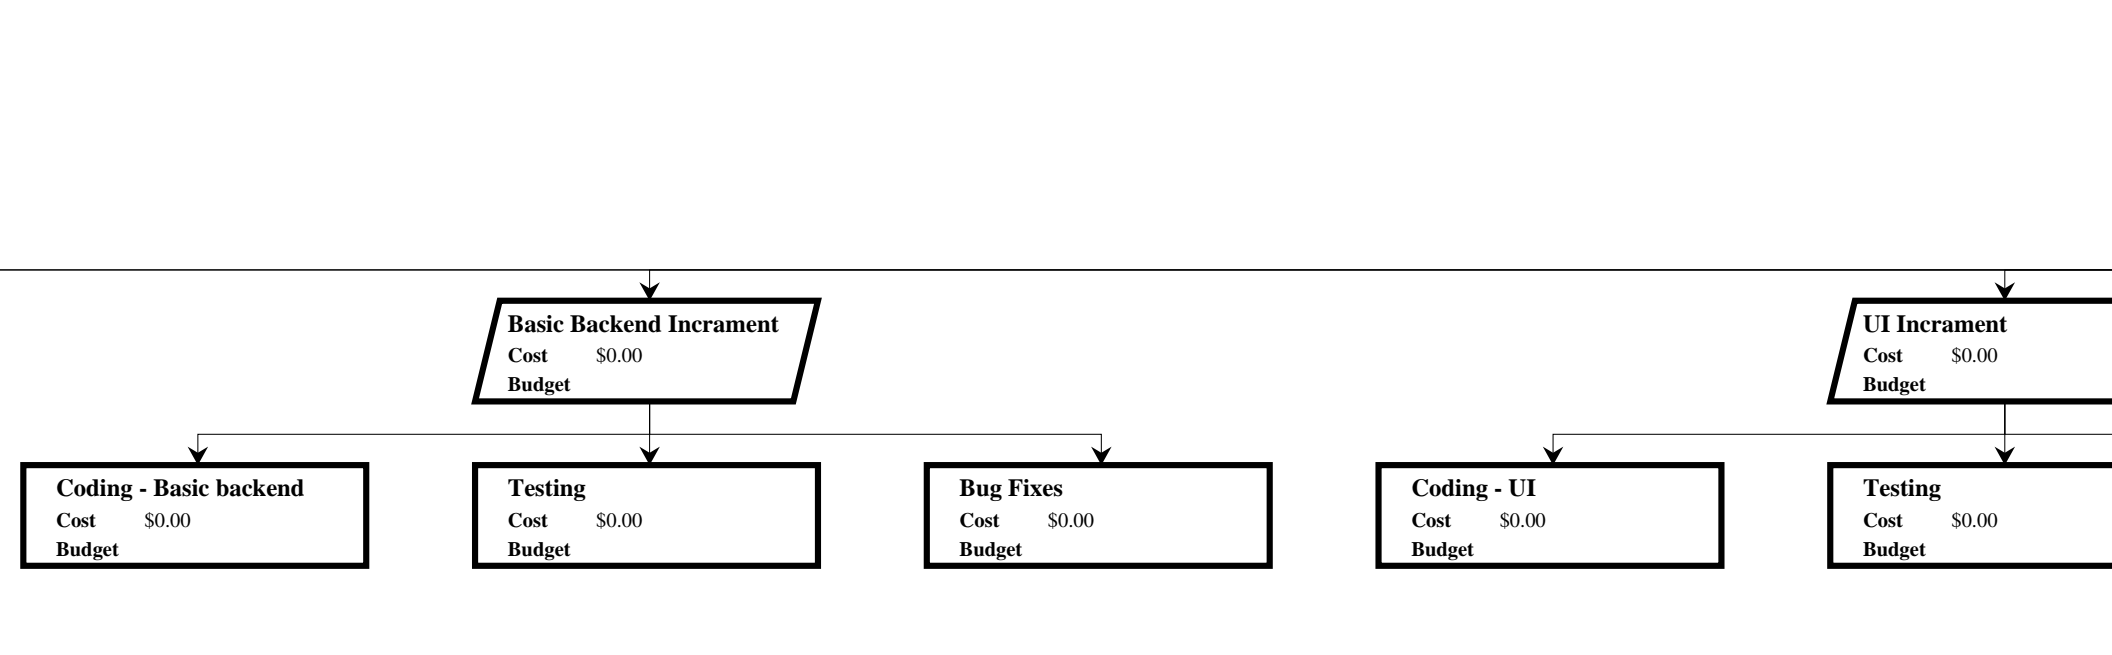 Basic Backend Incrament
Cost $0.00
Budget
UI Incrament
Cost $0.00
Budget
Coding - Basic backend
Cost $0.00
Budget
Testing
Cost $0.00
Budget
Bug Fixes
Cost $0.00
Budget
Coding - UI
Cost $0.00
Budget
Testing
Cost $0.00
Budget